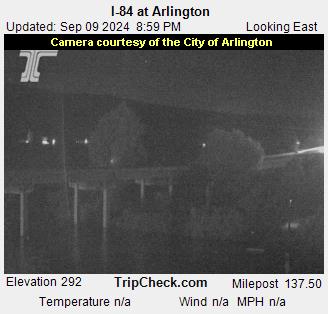 I-84 at Arlington
Updated: Sep 09 2024 8:59 PM Looking East
Camera courtesy of the City of Arlington
Elevation 292 TripCheck.com Milepost 137.50
Temperature n/a Wind n/a MPH n/a